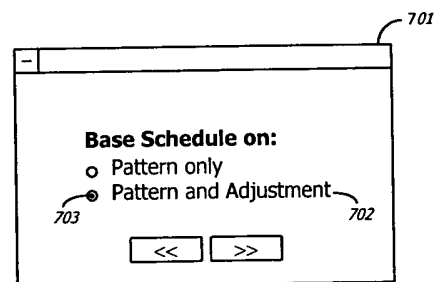 701
Base Schedule on:
Pattern only
Pattern and Adjustment
703
702
<< >>